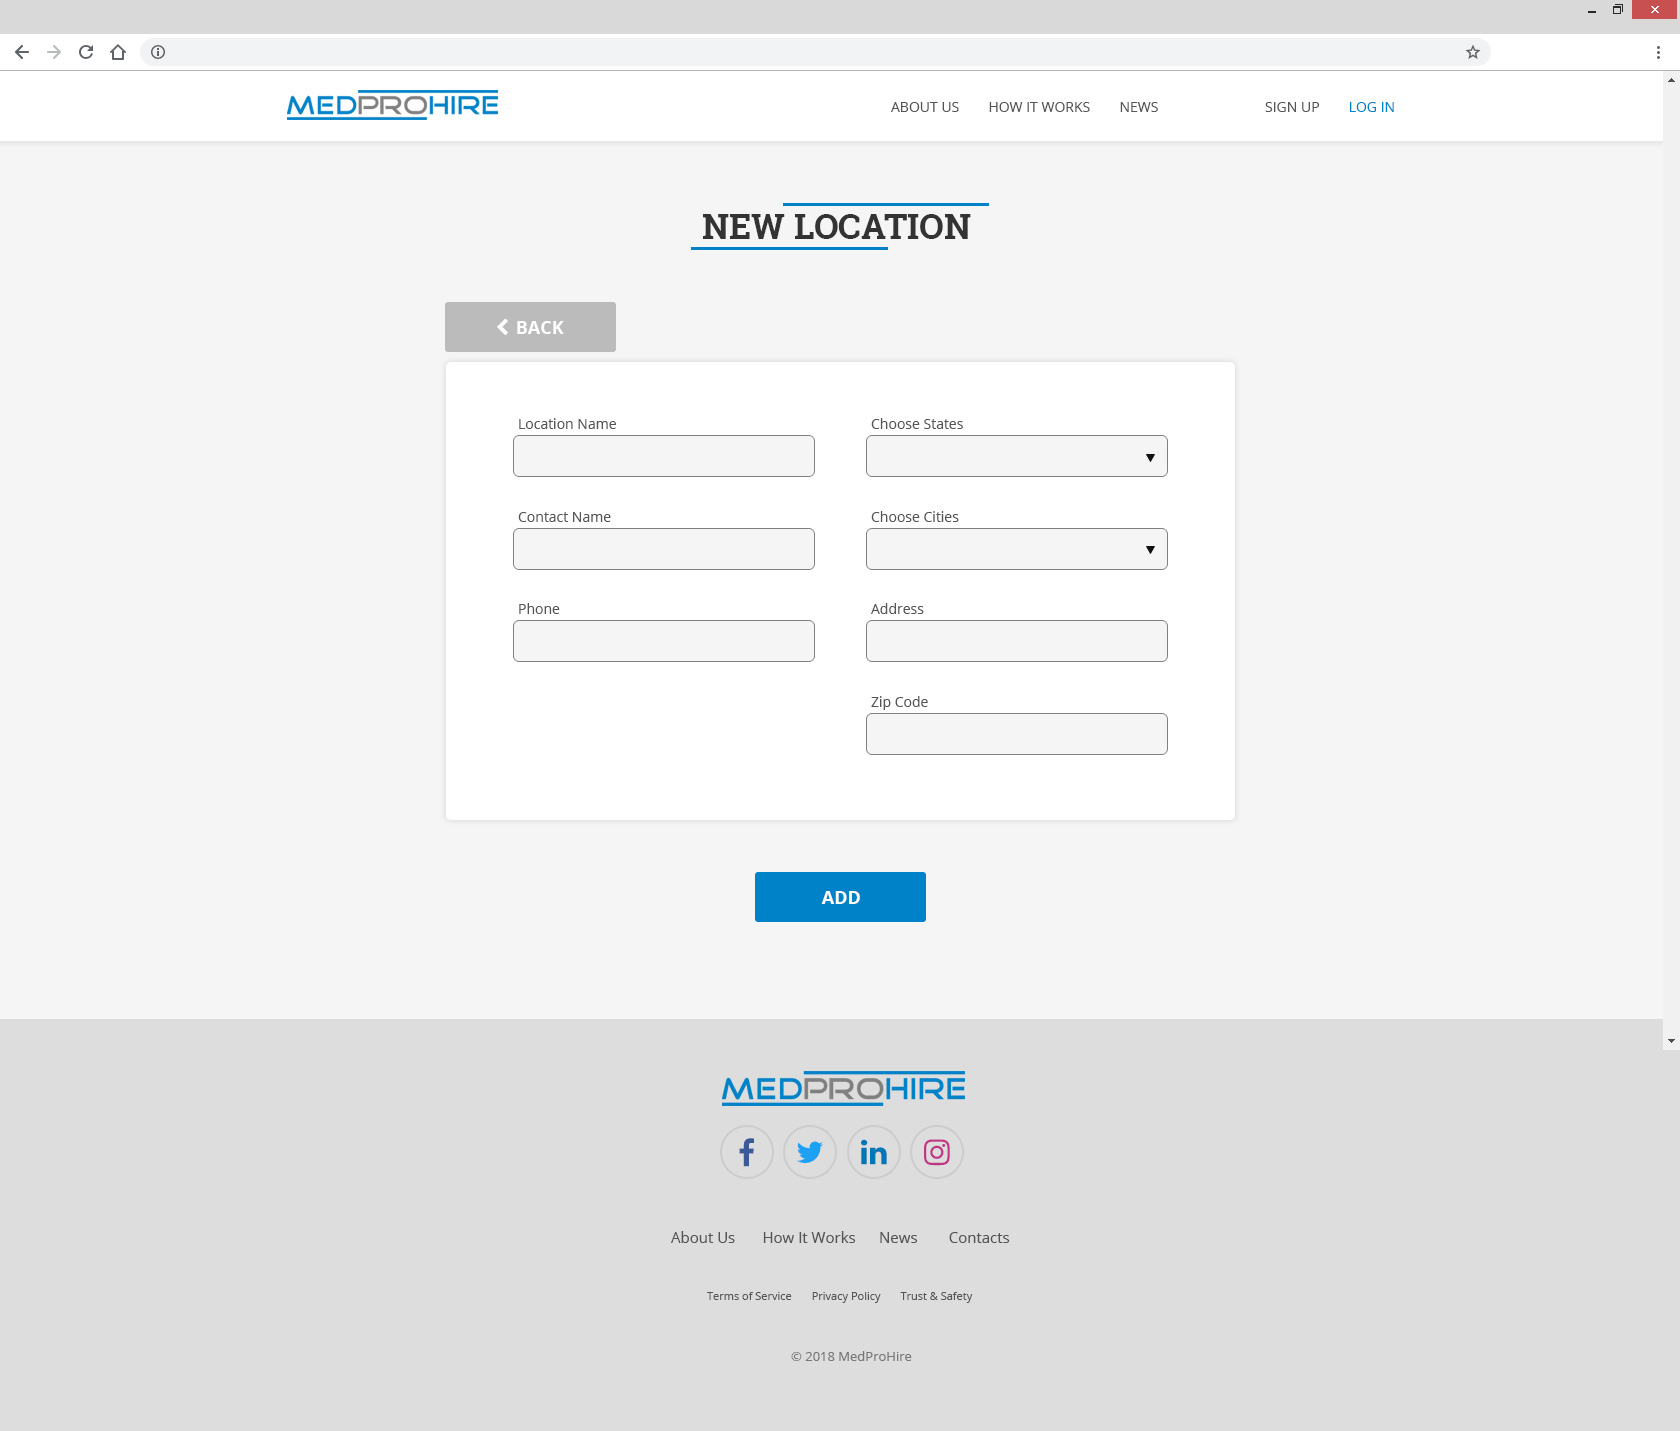 MEDPROHIRE
ABOUT US HOW IT WORKS NEWS SIGN UP LOG IN
NEW LOCATION
BACK
Location Name Choose States
Contact Name Choose Cities
Phone Address
Zip Code
ADD
MEDPROHIRE
About Us How It Works News Contacts
Terms of Service Privacy Policy Trust & Safety
© 2018 MedProHire